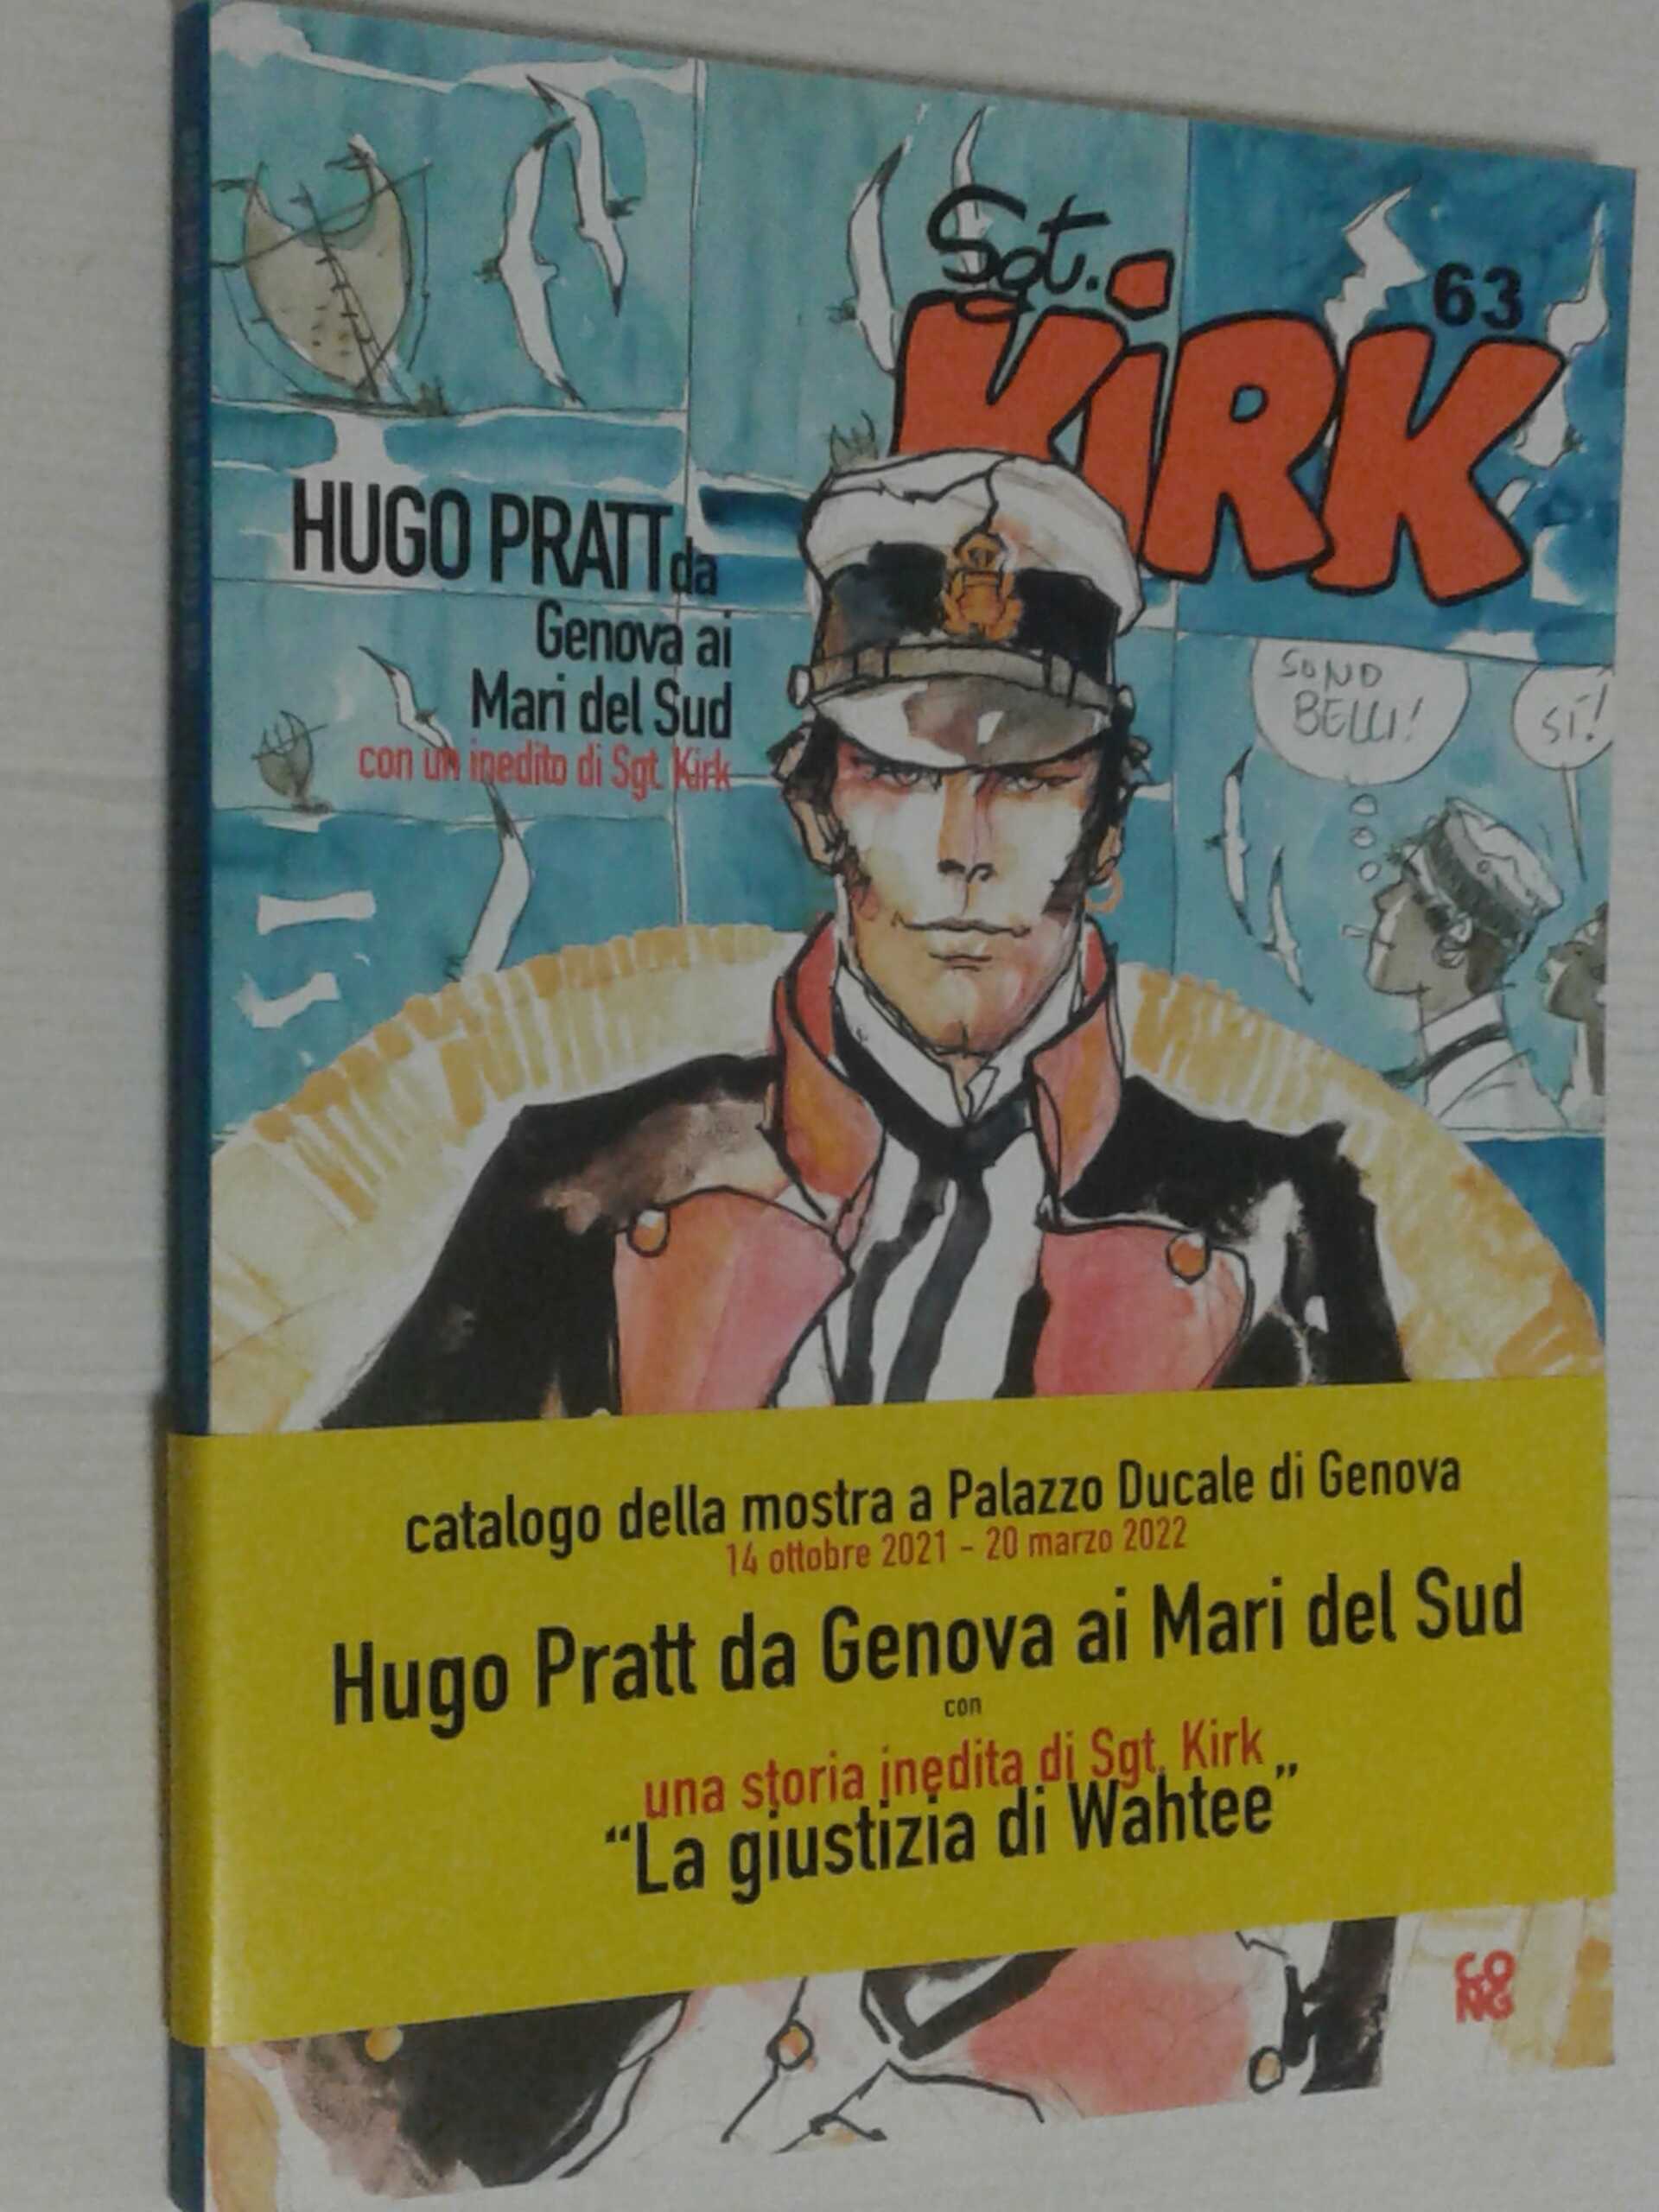 Sgt.
63
KiRK
HUGO PRATT da
Genova ai
Mari del Sud
con un inedito di Sgt. Kirk
SONO
BELLI!
SI!
catalogo della mostra a Palazzo Ducale di Genova
14 ottobre 2021 - 20 marzo 2022
Hugo Pratt da Genova ai Mari del Sud
con
una storia inedita di Sgt. Kirk
“La giustizia di Wahtee”
CO
NG